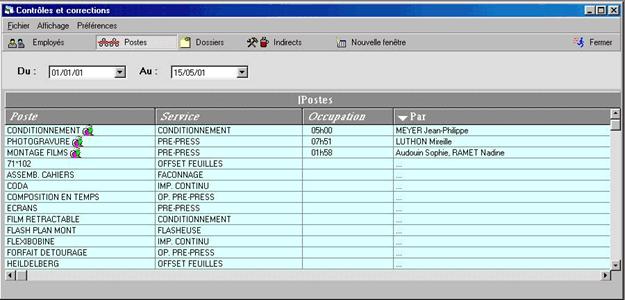 Contrôles et corrections
Fichier Affichage Préférences
Employés Postes Dossiers Indirects Nouvelle fenêtre Fermer
Du : 01/01/01 Au : 15/05/01
Postes
Poste Service Occupation Par
CONDITIONNEMENT CONDITIONNEMENT 05h00 MEYER Jean-Philippe
PHOTOGRAVURE PRE-PRESS 07h51 LUTHON Mireille
MONTAGE FILMS PRE-PRESS 01h58 Audouin Sophie, RAMET Nadine
71*102 OFFSET FEUILLES ...
ASSEMB. CAHIERS FACONNAGE ...
CODA IMP. CONTINU ...
COMPOSITION EN TEMPS OP. PRE-PRESS ...
ECRANS PRE-PRESS ...
FILM RETRACTABLE CONDITIONNEMENT ...
FLASH PLAN MONT FLASHEUSE ...
FLEXIBOBINE IMP. CONTINU ...
FORFAIT DETOURAGE OP. PRE-PRESS ...
HEILDELBERG OFFSET FEUILLES ...